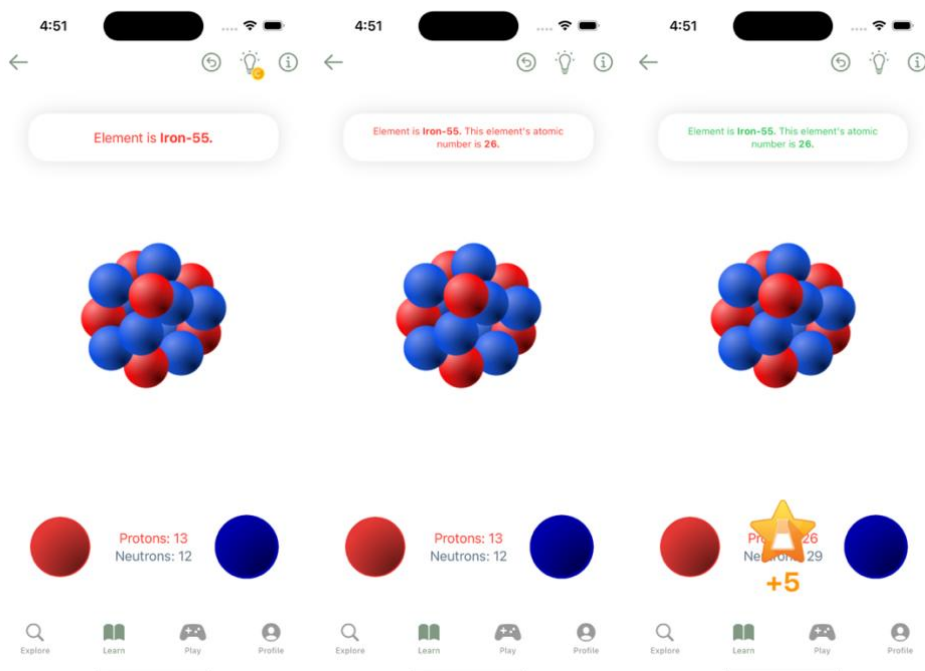 4:51
Element is Iron-55.
Protons: 13
Neutrons: 12
Explore Learn Play Profile
4:51
Element is Iron-55. This element's atomic
number is 26.
Protons: 13
Neutrons: 12
Explore Learn Play Profile
4:51
Element is Iron-55. This element's atomic
number is 26.
26
29
+5
Explore Learn Play Profile